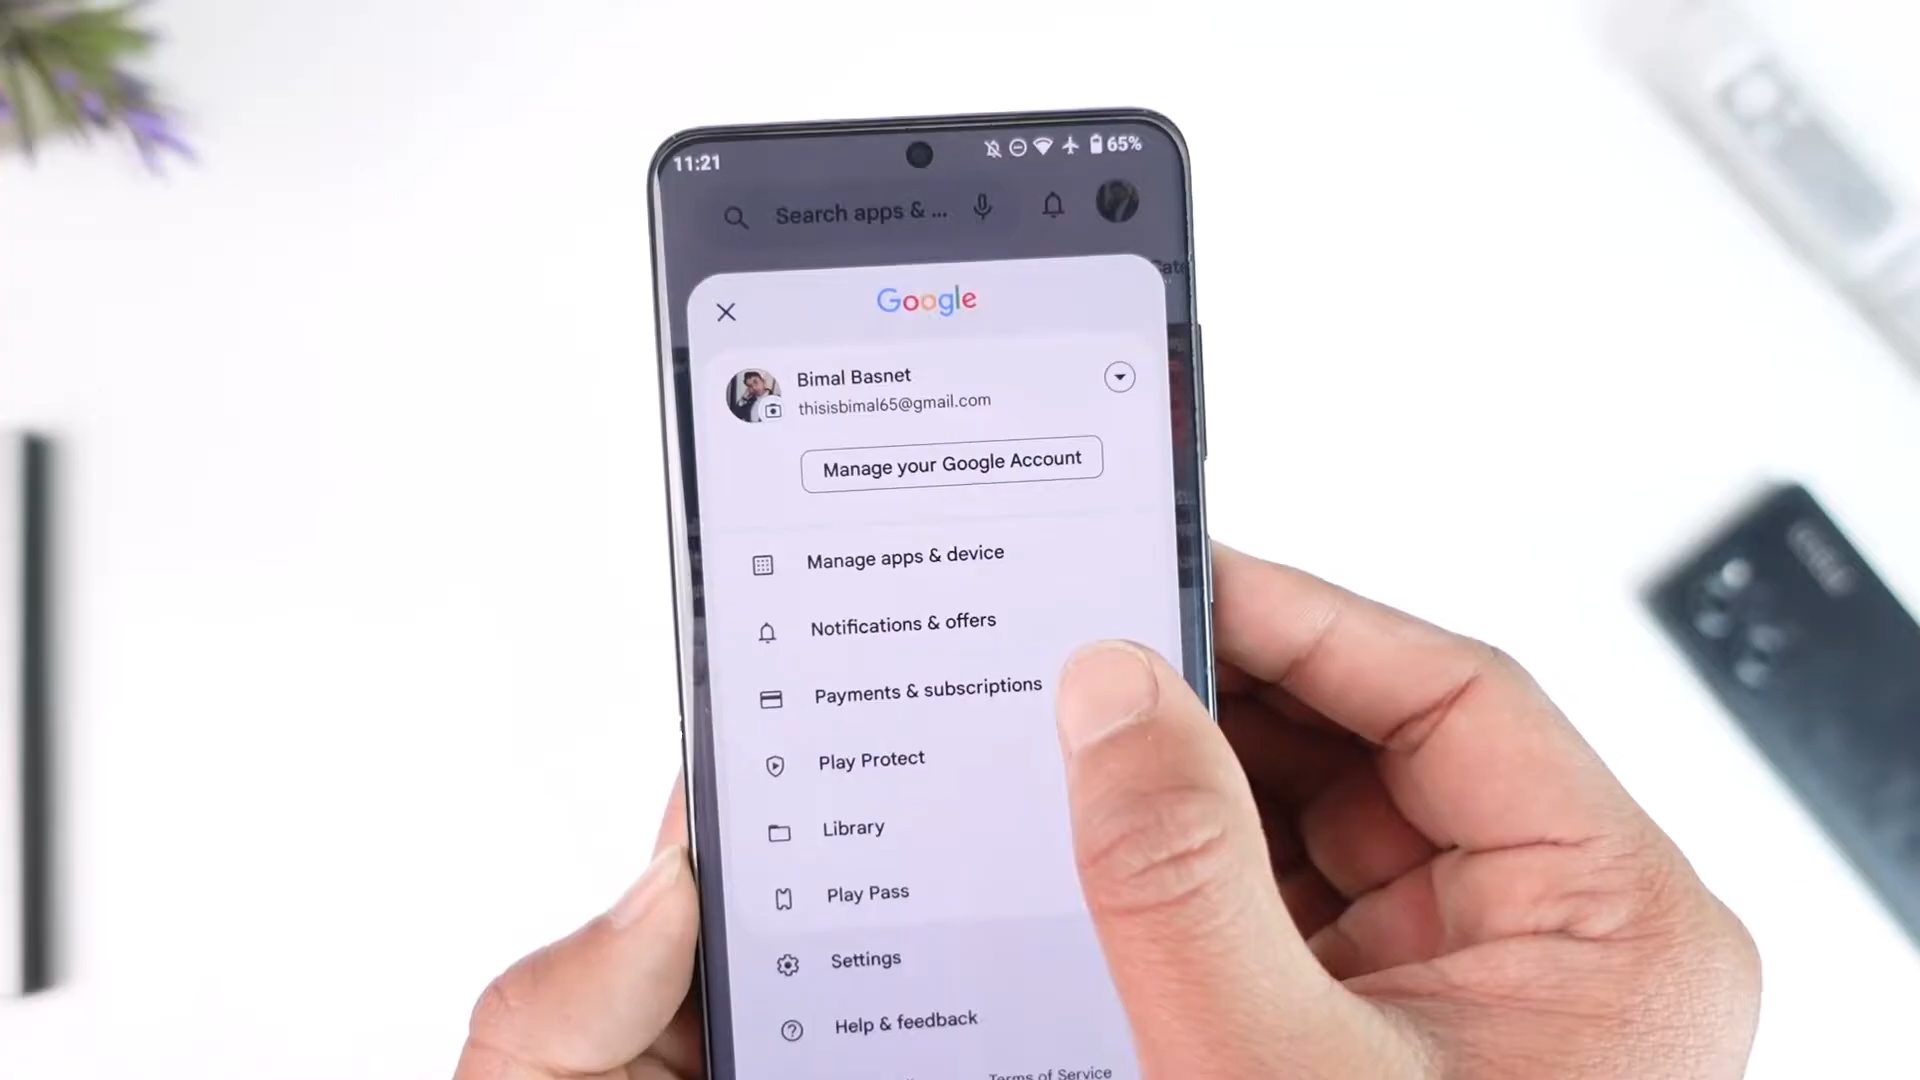 11:21
65%
Search apps & ...
Google
Bimal Basnet
thisisbimal65@gmail.com
Manage your Google Account
Manage apps & device
Notifications & offers
Payments & subscriptions
Play Protect
Library
Play Pass
Settings
Help & feedback
Terms of Service